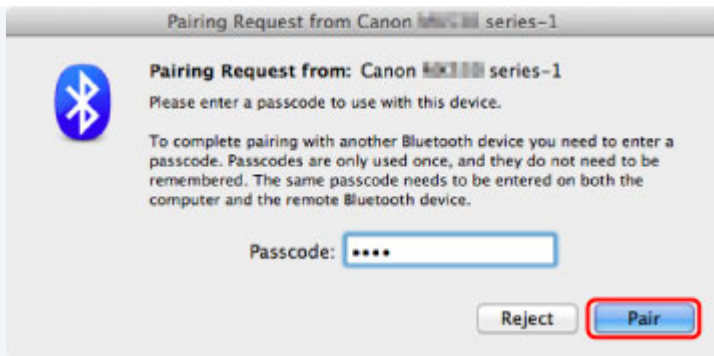 Pairing Request from Canon series-1
Pairing Request from: Canon series-1
Please enter a passcode to use with this device.
To complete pairing with another Bluetooth device you need to enter a
passcode. Passcodes are only used once, and they do not need to be
remembered. The same passcode needs to be entered on both the
computer and the remote Bluetooth device.
Passcode: ••••
Reject Pair